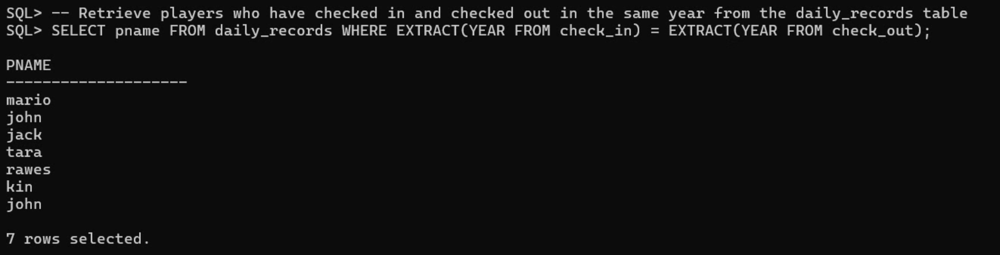 SQL> -- Retrieve players who have checked in and checked out in the same year from the daily_records table
SQL> SELECT pname FROM daily_records WHERE EXTRACT(YEAR FROM check_in) = EXTRACT(YEAR FROM check_out);
PNAME
--------------------
mario
john
jack
tara
rawes
kin
john
7 rows selected.